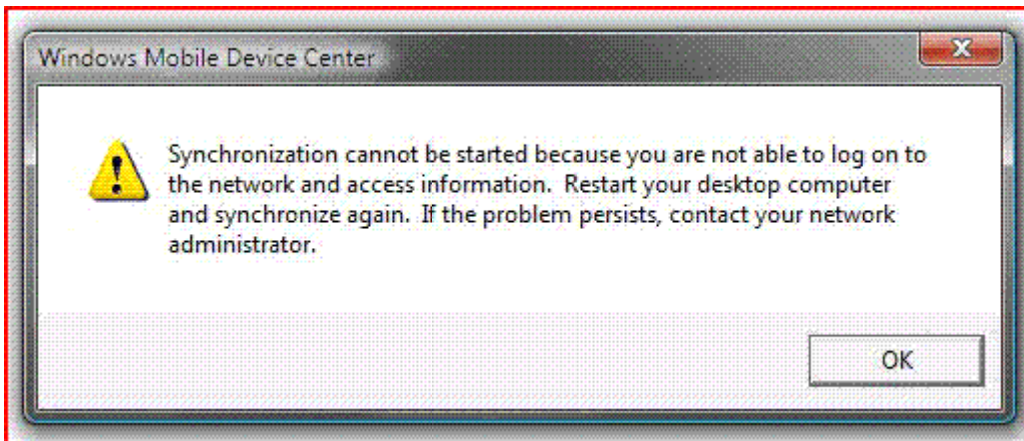 Windows Mobile Device Center
Synchronization cannot be started because you are not able to log on to
the network and access information.  Restart your desktop computer
and synchronize again.  If the problem persists, contact your network
administrator.
OK